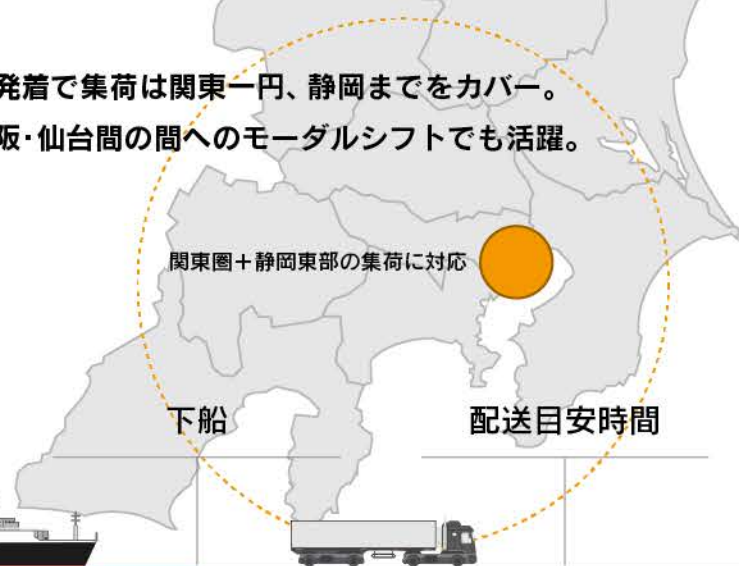 発着で集荷は関東一円、静岡までをカバー。
阪・仙台間の間へのモーダルシフトでも活躍。
関東圏＋静岡東部の集荷に対応
下船
配送目安時間